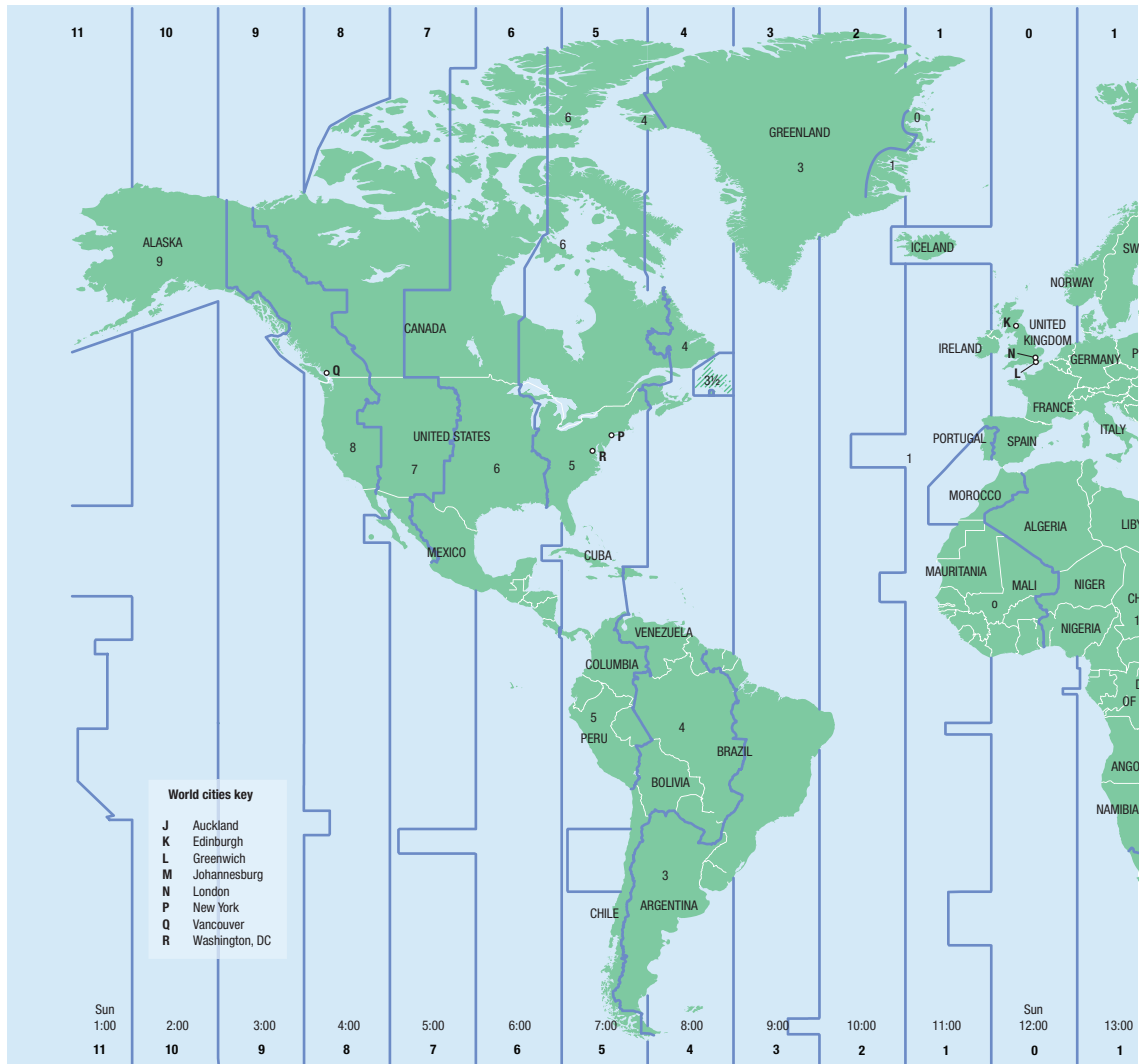 11 10 9 8 7 6 5 4 3 2 1 0 1
6
4
0
GREENLAND
3
1
ALASKA
9
6
ICELAND
SW
NORWAY
CANADA
K
UNITED
KINGDOM
4
IRELAND
N
GERMANY
P
Q
L
3½
FRANCE
UNITED STATES
P
PORTUGAL
SPAIN
ITALY
8
R
1
7
6
5
MOROCCO
ALGERIA
LIBY
MEXICO
CUBA
MAURITANIA
MALI
NIGER
CH
0
1
VENEZUELA
NIGERIA
COLUMBIA
D
OF
5
4
PERU
BRAZIL
ANGO
BOLIVIA
NAMIBIA
World cities key
J Auckland
K Edinburgh
L Greenwich
M Johannesburg
N London
P New York
Q Vancouver
R Washington, DC
3
CHILE
ARGENTINA
Sun
Sun
1:00 2:00 3:00 4:00 5:00 6:00 7:00 8:00 9:00 10:00 11:00 12:00 13:00
11 10 9 8 7 6 5 4 3 2 1 0 1